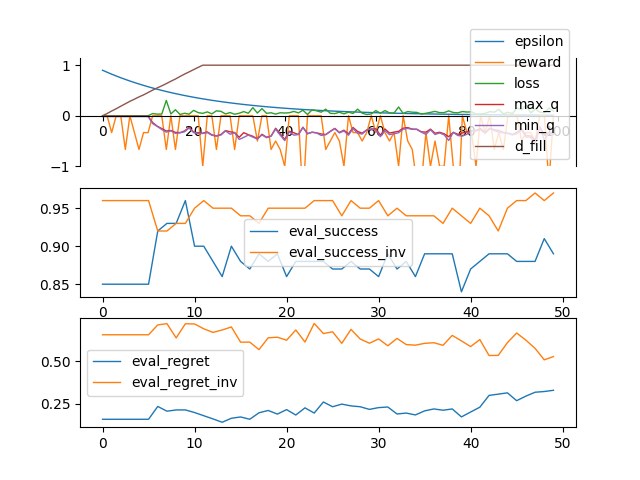 1
0
−1
0
20
40
60
80
100
epsilon
reward
loss
max_q
min_q
d_fill
0.95
0.90
0.85
0
10
20
30
40
50
eval_success
eval_success_inv
0.50
0.25
0
10
20
30
40
50
eval_regret
eval_regret_inv